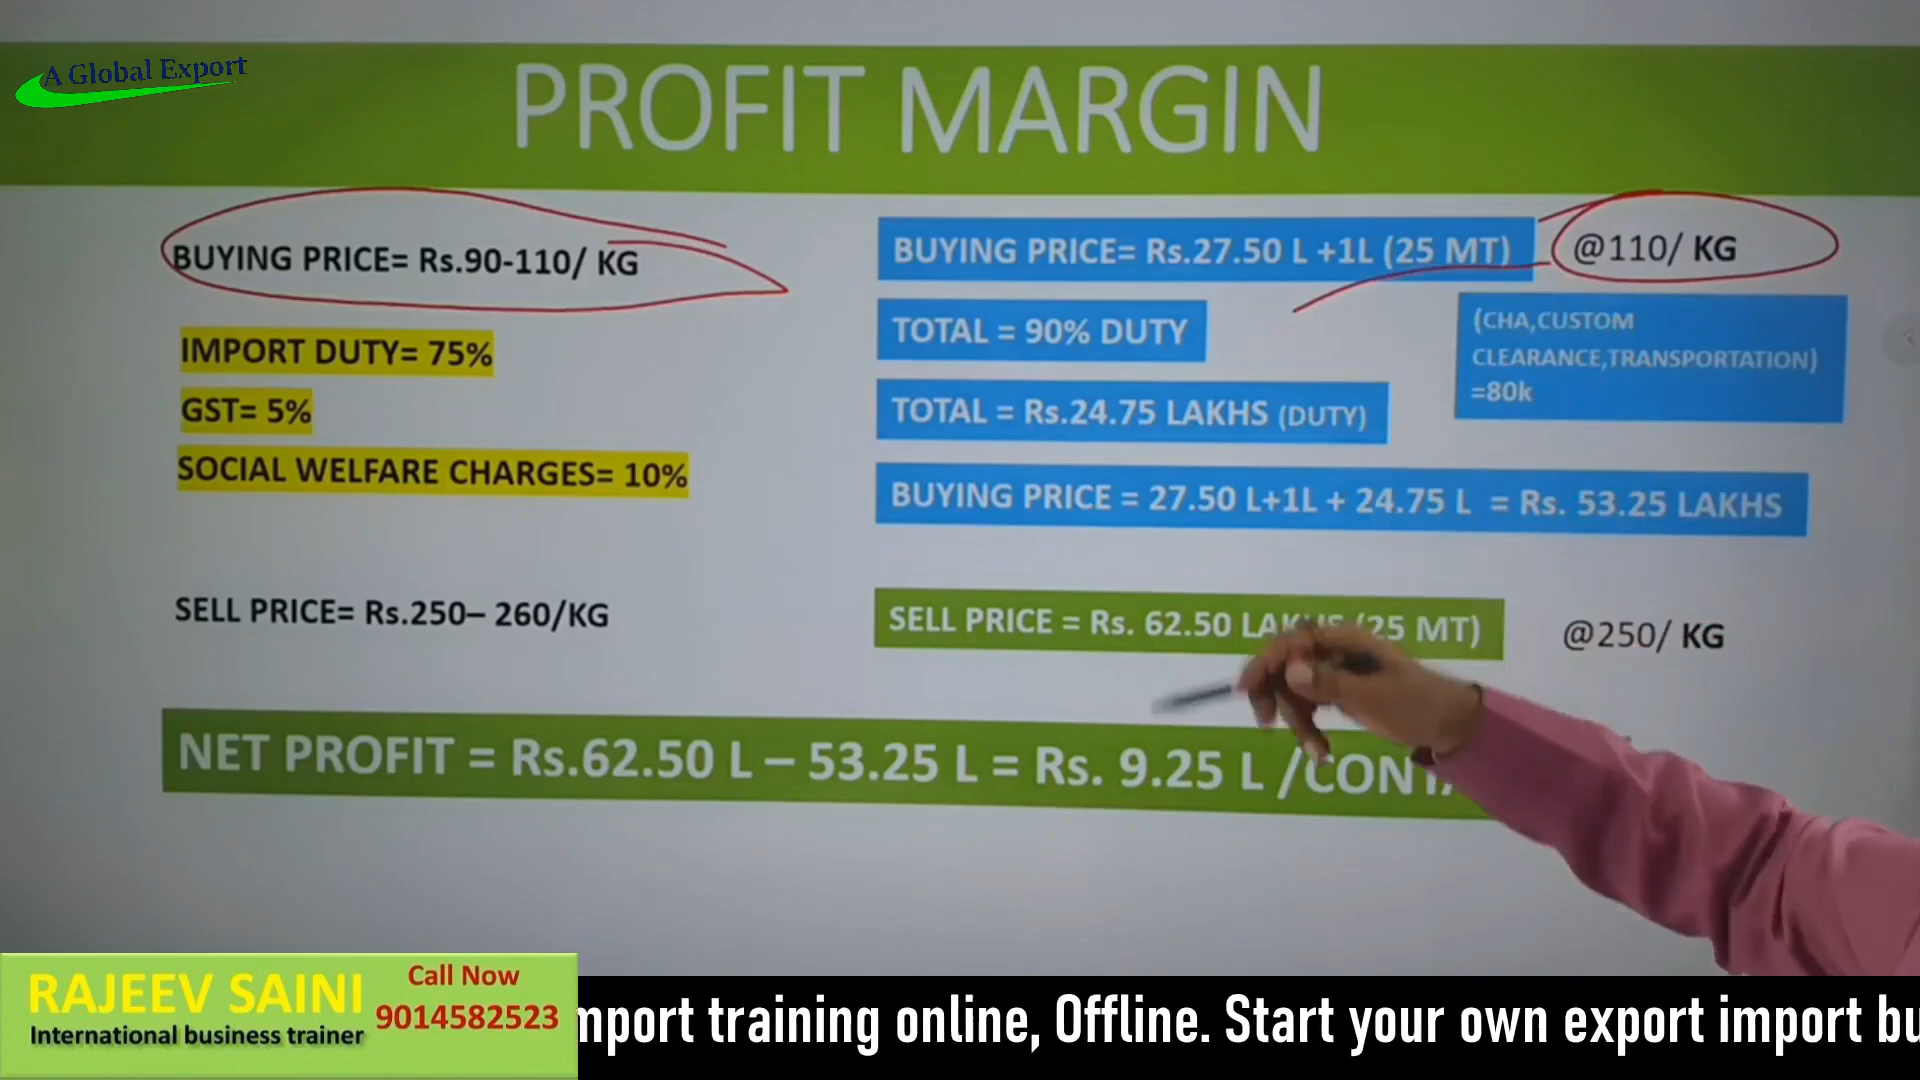 A Global Export
PROFIT MARGIN
BUYING PRICE= Rs.90-110/ KG
IMPORT DUTY= 75%
GST= 5%
SOCIAL WELFARE CHARGES= 10%
SELL PRICE= Rs.250– 260/KG
BUYING PRICE= Rs.27.50 L +1L (25 MT)
@110/ KG
TOTAL = 90% DUTY
(CHA,CUSTOM
CLEARANCE,TRANSPORTATION)
=80k
TOTAL = Rs.24.75 LAKHS (DUTY)
BUYING PRICE = 27.50 L+1L + 24.75 L = Rs. 53.25 LAKHS
SELL PRICE = Rs. 62.50 LAKHS (25 MT)
@250/ KG
NET PROFIT = Rs.62.50 L – 53.25 L = Rs. 9.25 L /CONTA
RAJEEV SAINI
International business trainer
Call Now
9014582523
mport training online, Offline. Start your own export import bu